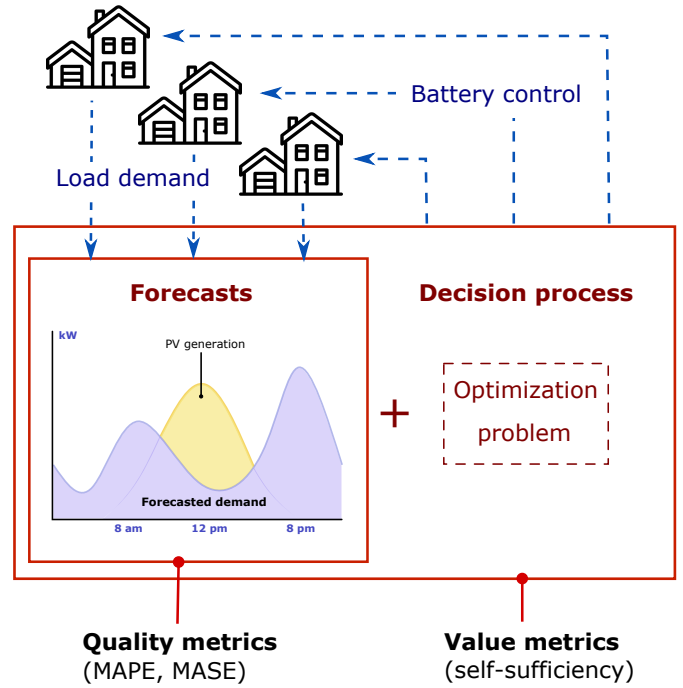 Battery control
Load demand
Forecasts
Decision process
kW
PV generation
Optimization
problem
+
Forecasted demand
8 am
12 pm
8 pm
Quality metrics
(MAPE, MASE)
Value metrics
(self-sufficiency)